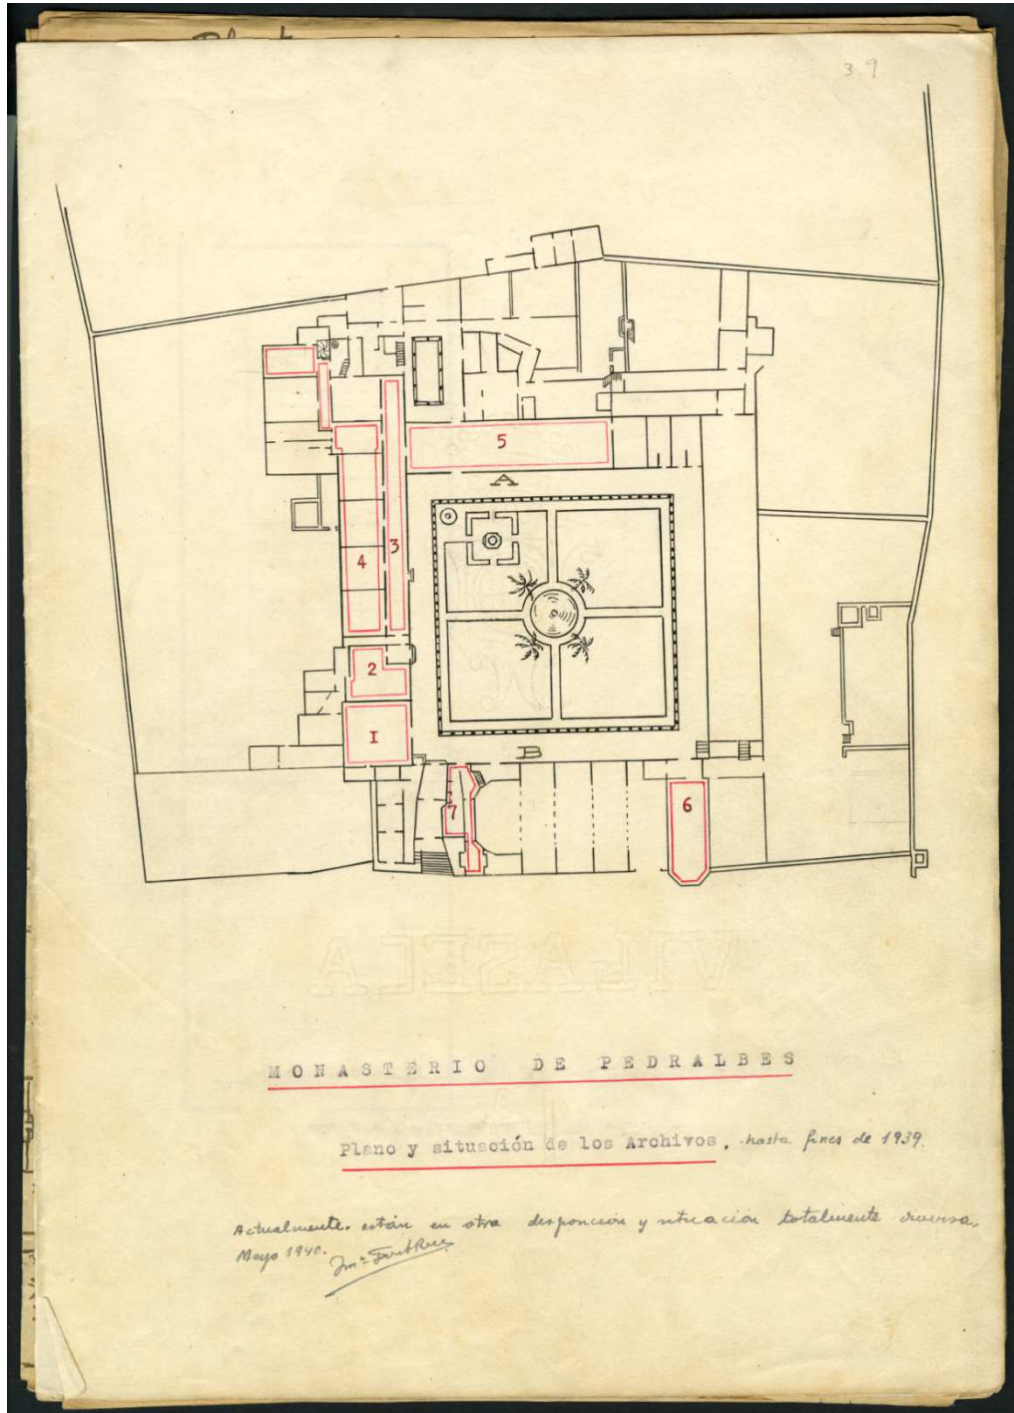 3.9
5
A
3
4
2
I
B
7
6
MONASTERIO DE PEDRALBES
Plano y situación de los Archivos, hasta fines de 1939.
Actualmente están en otra disposición y situación totalmente diversa.
Mayo 1940.